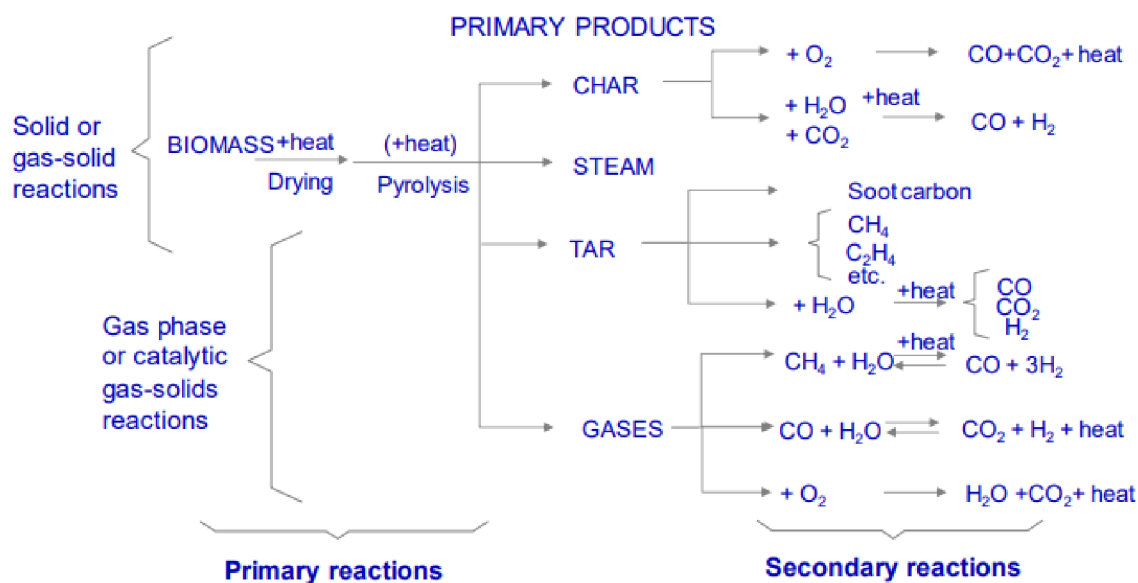 PRIMARY PRODUCTS
+ O₂ CO+CO₂+ heat
CHAR
+ H₂O +heat
+ CO₂ CO + H₂
Solid or
gas-solid
reactions
BIOMASS +heat (+heat)
Drying Pyrolysis
STEAM
Soot carbon
TAR
CH₄
C₂H₄
etc.
+ H₂O +heat CO
CO₂
H₂
Gas phase
or catalytic
gas-solids
reactions
+heat
CH₄ + H₂O CO + 3H₂
GASES
CO + H₂O CO₂ + H₂ + heat
+ O₂ H₂O +CO₂+ heat
Primary reactions
Secondary reactions